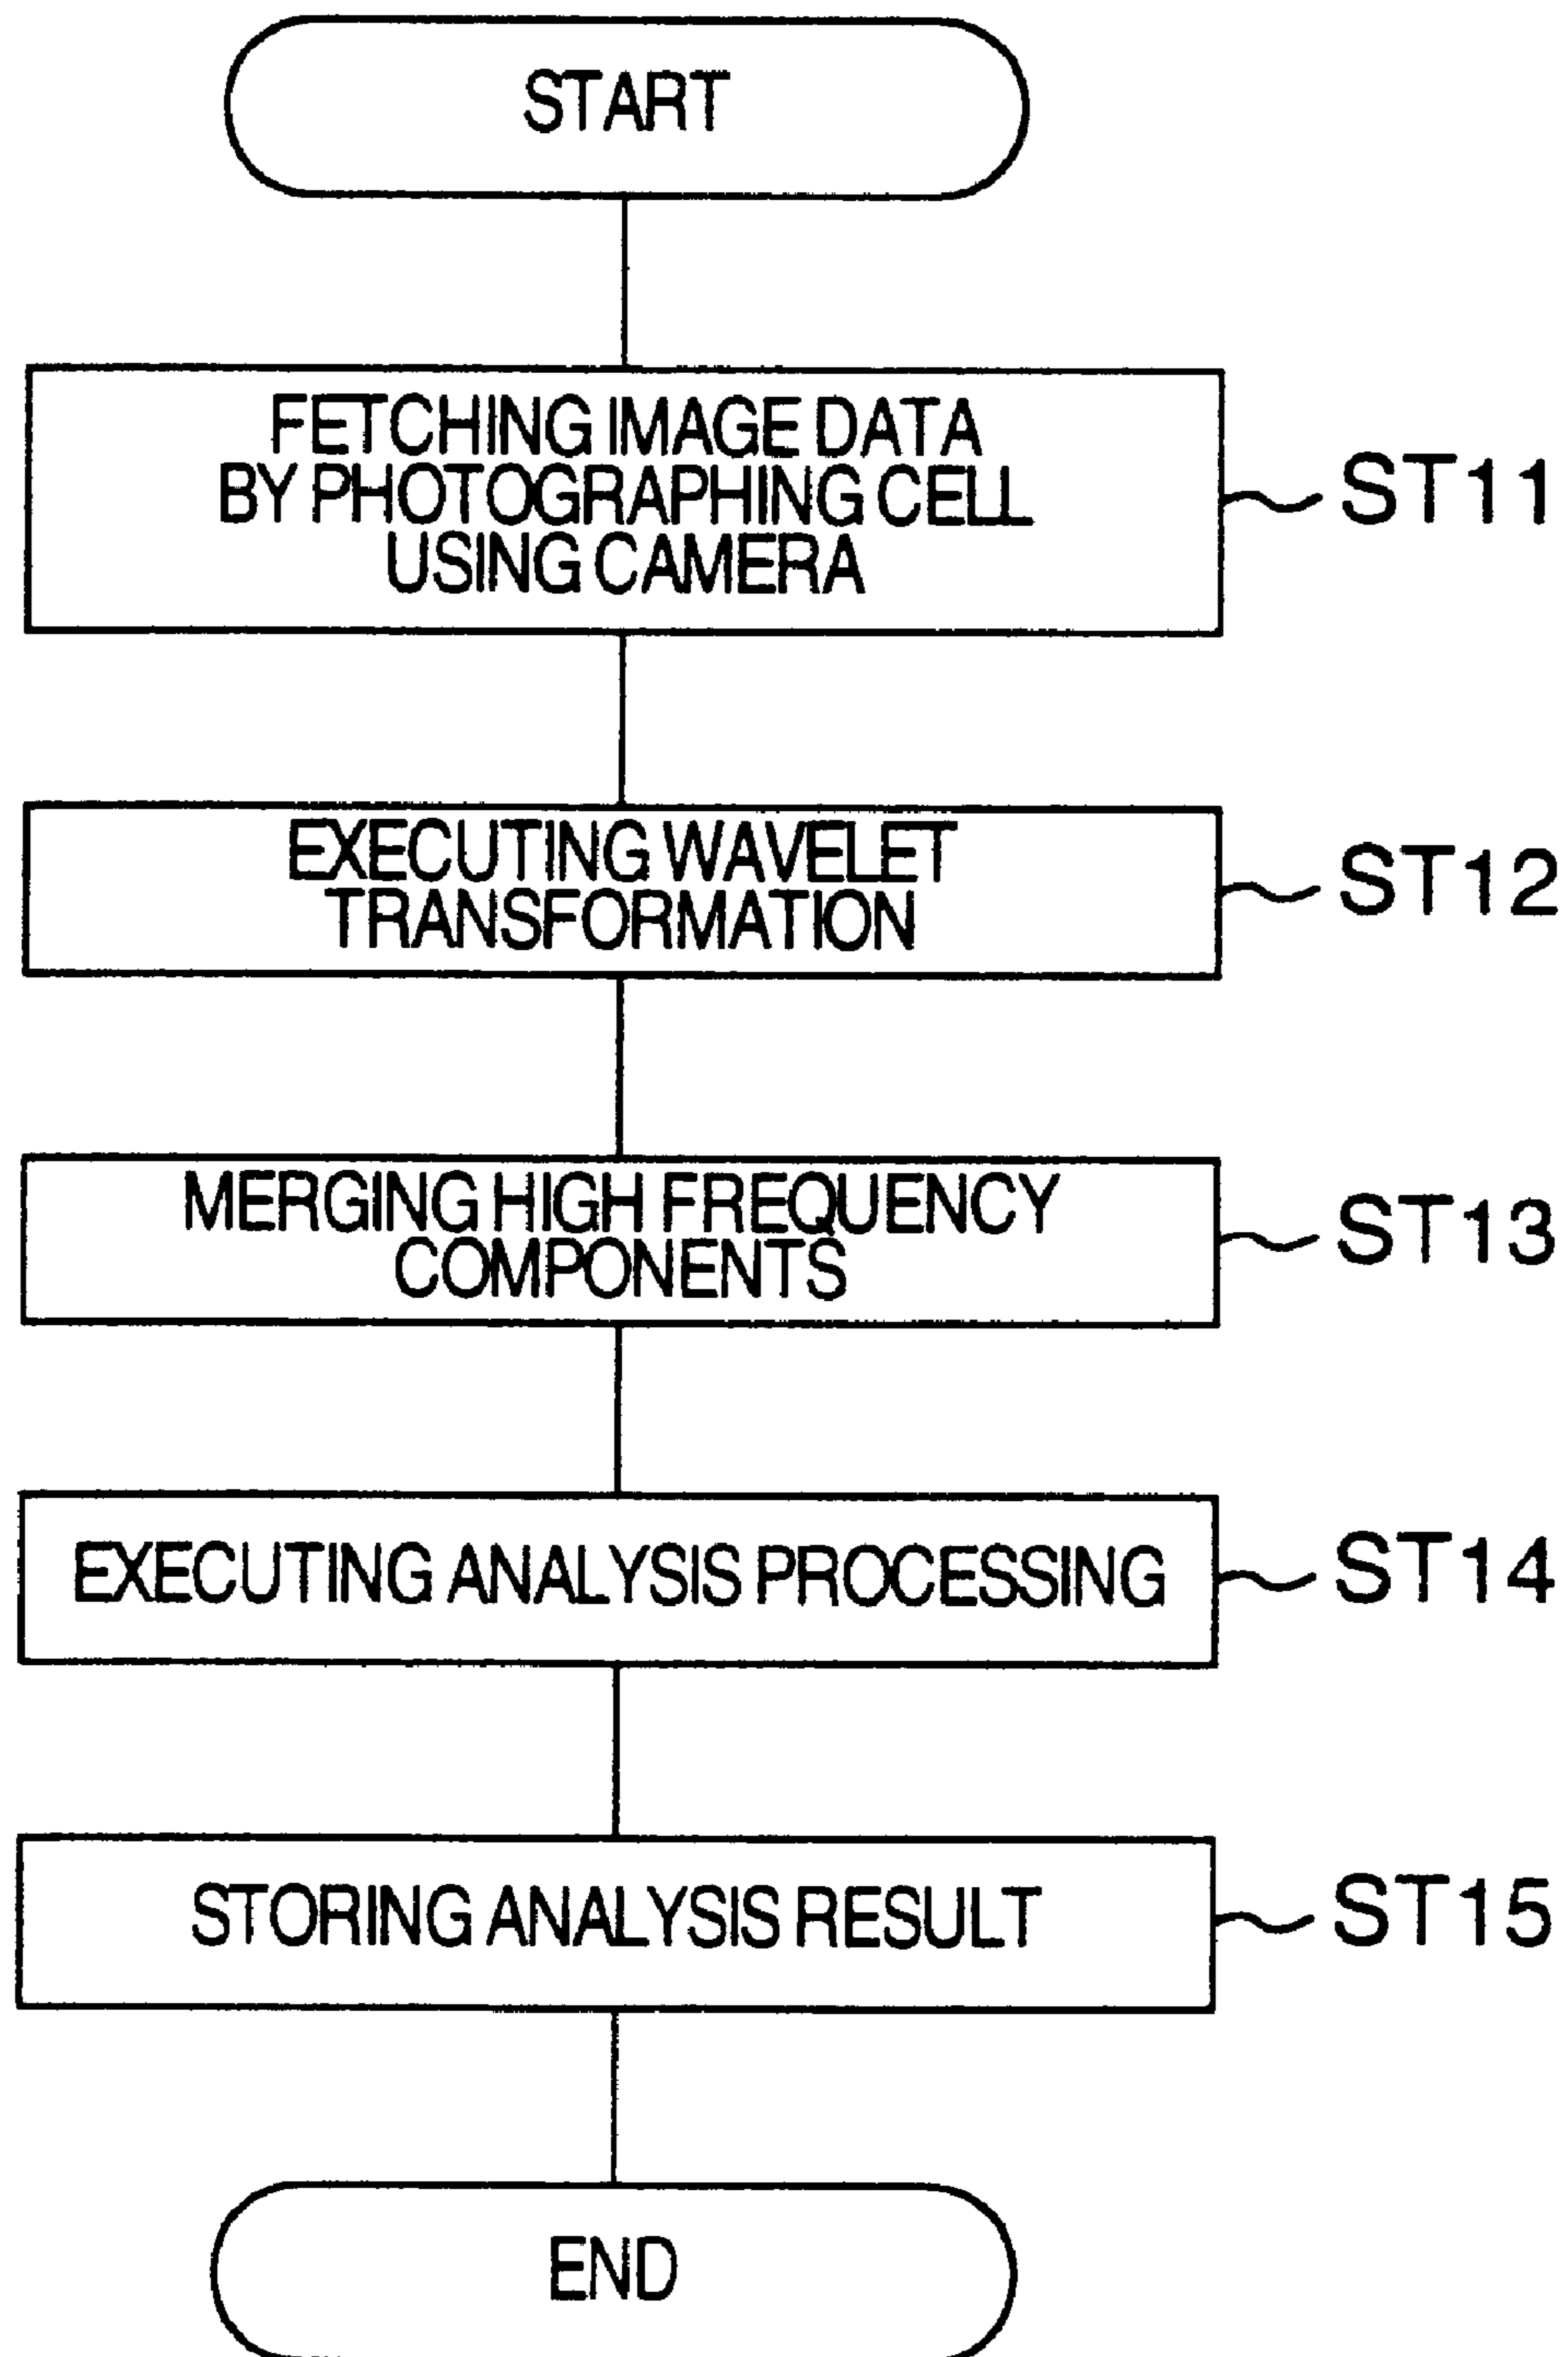 START
FETCHING IMAGE DATA
BY PHOTOGRAPHING CELL
USING CAMERA
ST11
EXECUTING WAVELET
TRANSFORMATION
ST12
MERGING HIGH FREQUENCY
COMPONENTS
ST13
EXECUTING ANALYSIS PROCESSING
ST14
STORING ANALYSIS RESULT
ST15
END